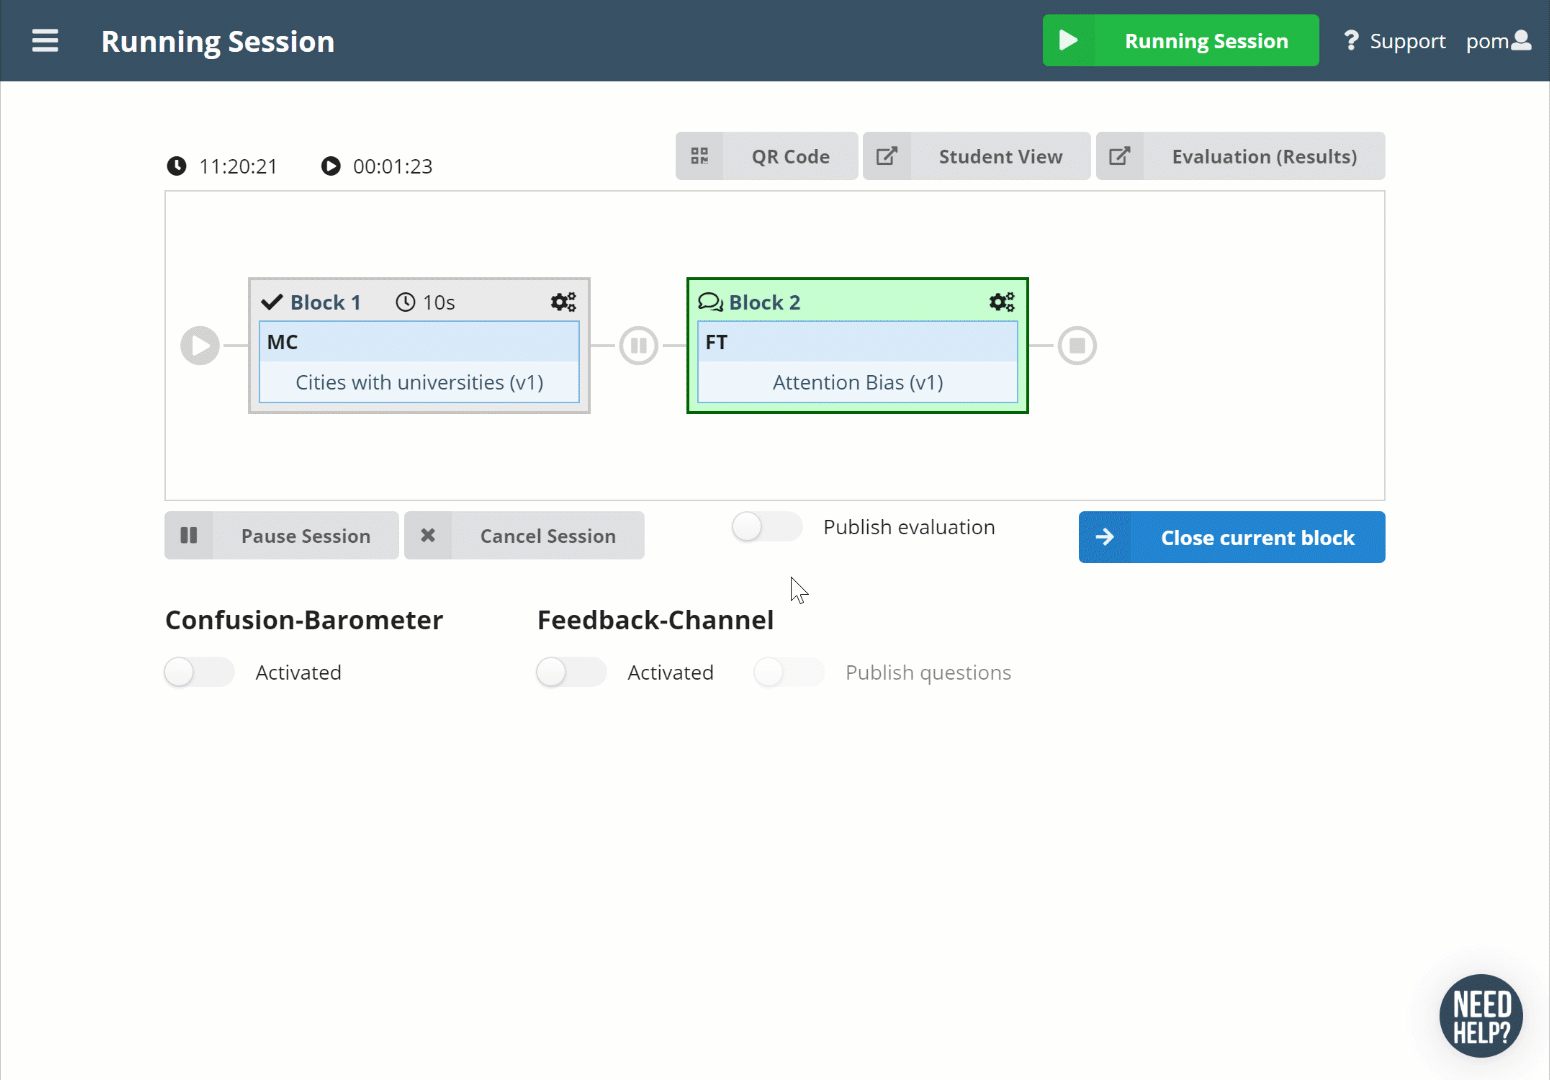 Running Session
Running Session
? Support
pom
11:20:21
00:01:23
QR Code
Student View
Evaluation (Results)
Block 1
10s
MC
Cities with universities (v1)
Block 2
FT
Attention Bias (v1)
Pause Session
Cancel Session
Publish evaluation
Close current block
Confusion-Barometer
Feedback-Channel
Activated
Activated
Publish questions
NEED
HELP?